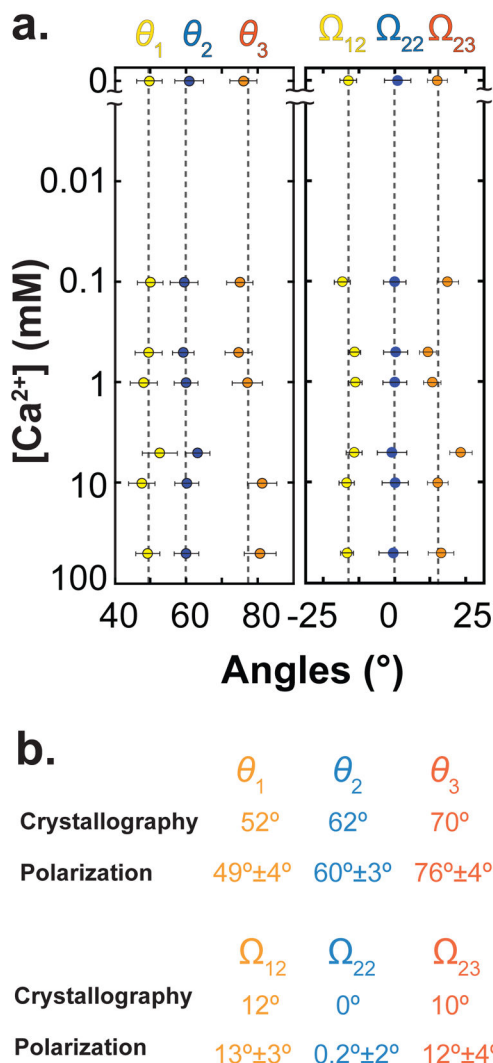 a.
θ1 θ2 θ3 Ω12 Ω22 Ω23
0
0.01
0.1
1
10
100
[Ca2+] (mM)
40 60 80 -25 0 25
Angles (°)
b.
θ1 θ2 θ3
Crystallography 52º 62º 70º
Polarization 49º±4º 60º±3º 76º±4º
Ω12 Ω22 Ω23
Crystallography 12º 0º 10º
Polarization 13º±3º 0.2º±2º 12º±4º